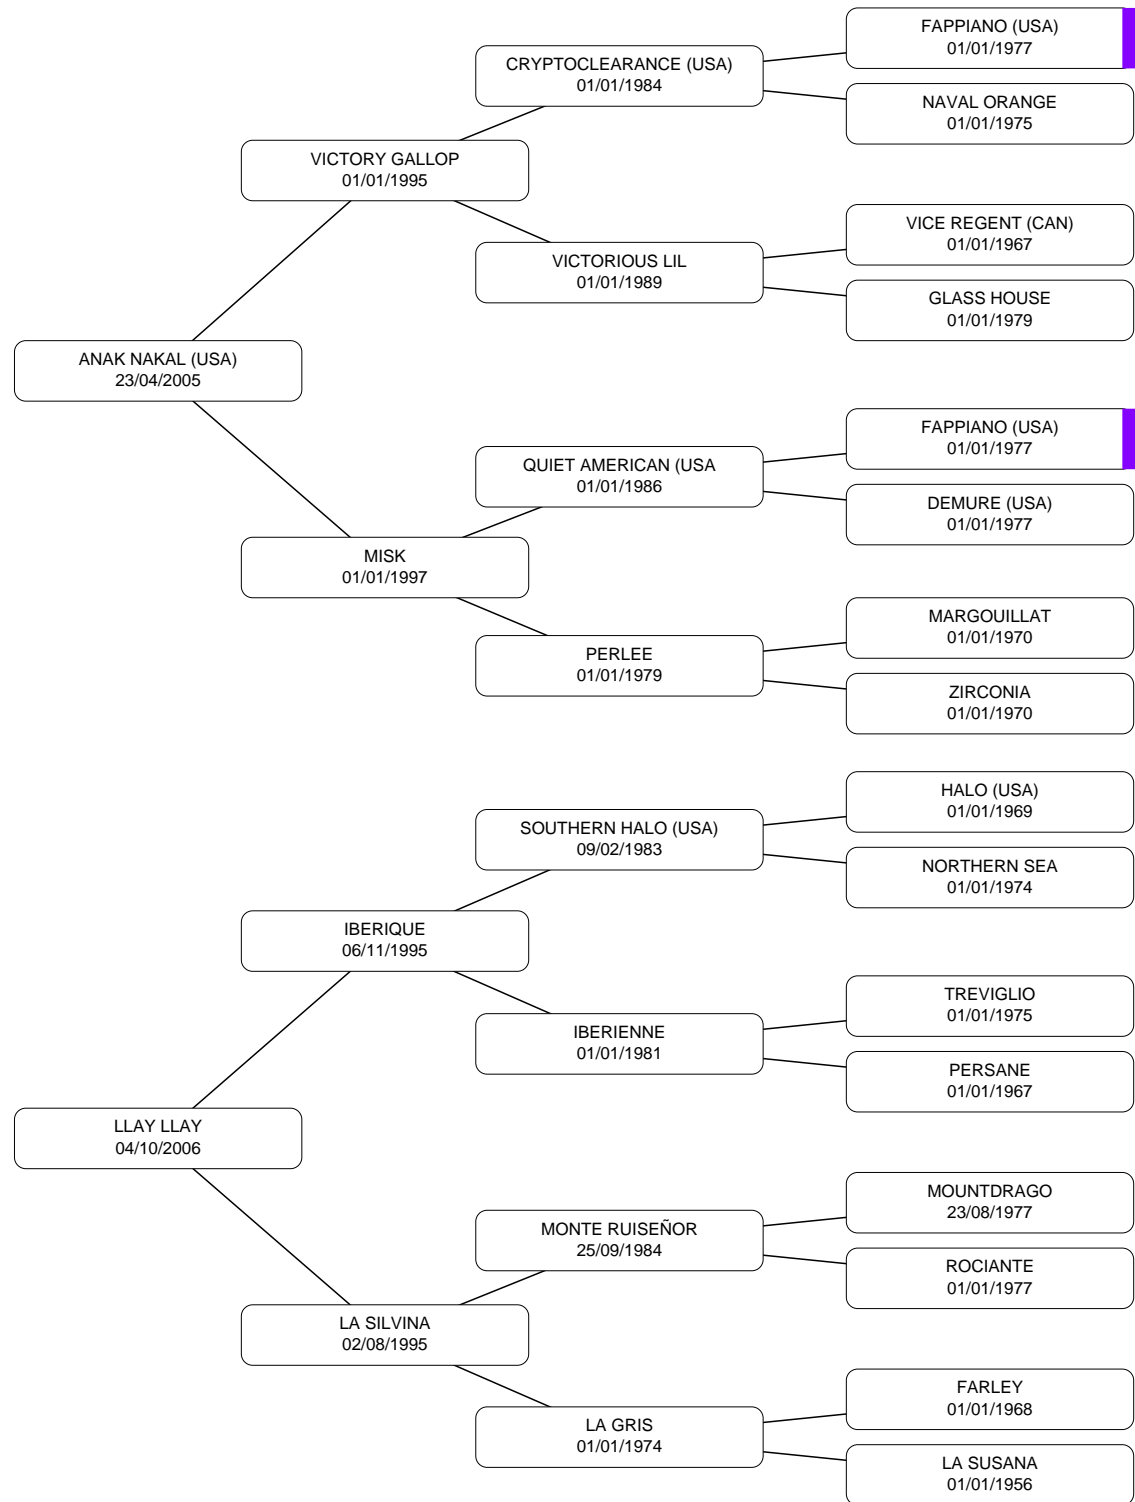 FAPPIANO (USA)
01/01/1977
CRYPTOCLEARANCE (USA)
01/01/1984
NAVAL ORANGE
01/01/1975
VICTORY GALLOP
01/01/1995
VICE REGENT (CAN)
01/01/1967
VICTORIOUS LIL
01/01/1989
GLASS HOUSE
01/01/1979
ANAK NAKAL (USA)
23/04/2005
FAPPIANO (USA)
01/01/1977
QUIET AMERICAN (USA
01/01/1986
DEMURE (USA)
01/01/1977
MISK
01/01/1997
MARGOUILLAT
01/01/1970
PERLEE
01/01/1979
ZIRCONIA
01/01/1970
HALO (USA)
01/01/1969
SOUTHERN HALO (USA)
09/02/1983
NORTHERN SEA
01/01/1974
IBERIQUE
06/11/1995
TREVIGLIO
01/01/1975
IBERIENNE
01/01/1981
PERSANE
01/01/1967
LLAY LLAY
04/10/2006
MOUNTDRAGO
23/08/1977
MONTE RUISEÑOR
25/09/1984
ROCIANTE
01/01/1977
LA SILVINA
02/08/1995
FARLEY
01/01/1968
LA GRIS
01/01/1974
LA SUSANA
01/01/1956